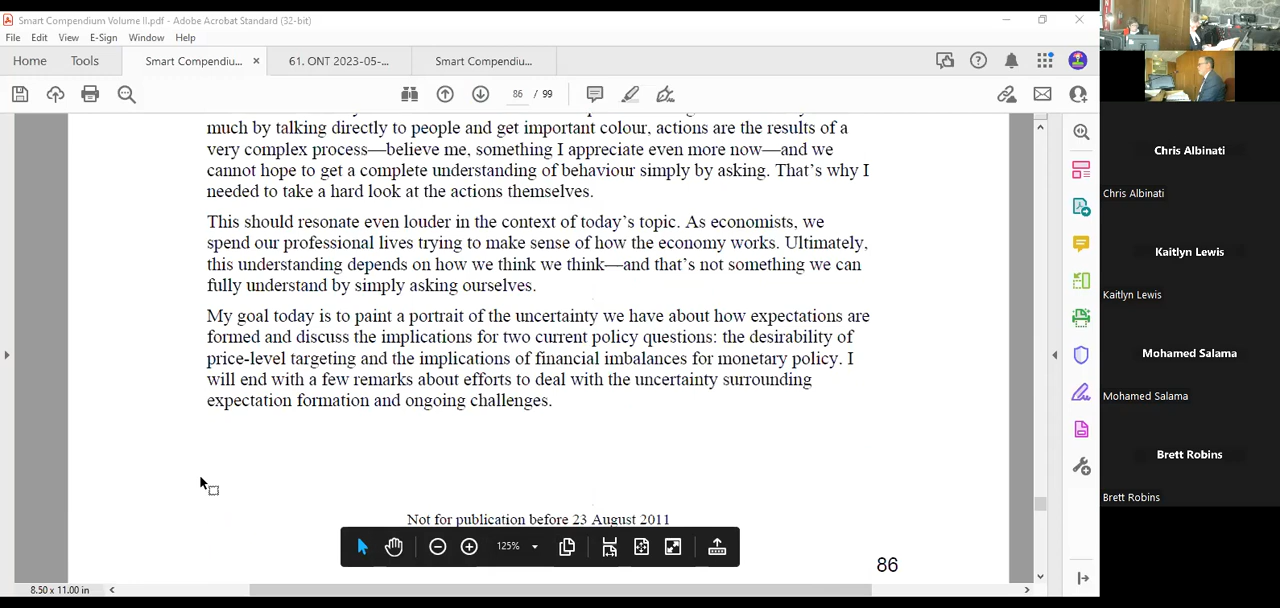 Smart Compendium Volume II.pdf - Adobe Acrobat Standard (32-bit)
File Edit View E-Sign Window Help
Home Tools Smart Compendiu... × 61. ONT 2023-05-... Smart Compendiu...
86 / 99
much by talking directly to people and get important colour, actions are the results of a
very complex process—believe me, something I appreciate even more now—and we
cannot hope to get a complete understanding of behaviour simply by asking. That's why I
needed to take a hard look at the actions themselves.
This should resonate even louder in the context of today's topic. As economists, we
spend our professional lives trying to make sense of how the economy works. Ultimately,
this understanding depends on how we think we think—and that's not something we can
fully understand by simply asking ourselves.
My goal today is to paint a portrait of the uncertainty we have about how expectations are
formed and discuss the implications for two current policy questions: the desirability of
price-level targeting and the implications of financial imbalances for monetary policy. I
will end with a few remarks about efforts to deal with the uncertainty surrounding
expectation formation and ongoing challenges.
Not for publication before 23 August 2011
125%
86
8.50 x 11.00 in
Chris Albinati
Chris Albinati
Kaitlyn Lewis
Kaitlyn Lewis
Mohamed Salama
Mohamed Salama
Brett Robins
Brett Robins